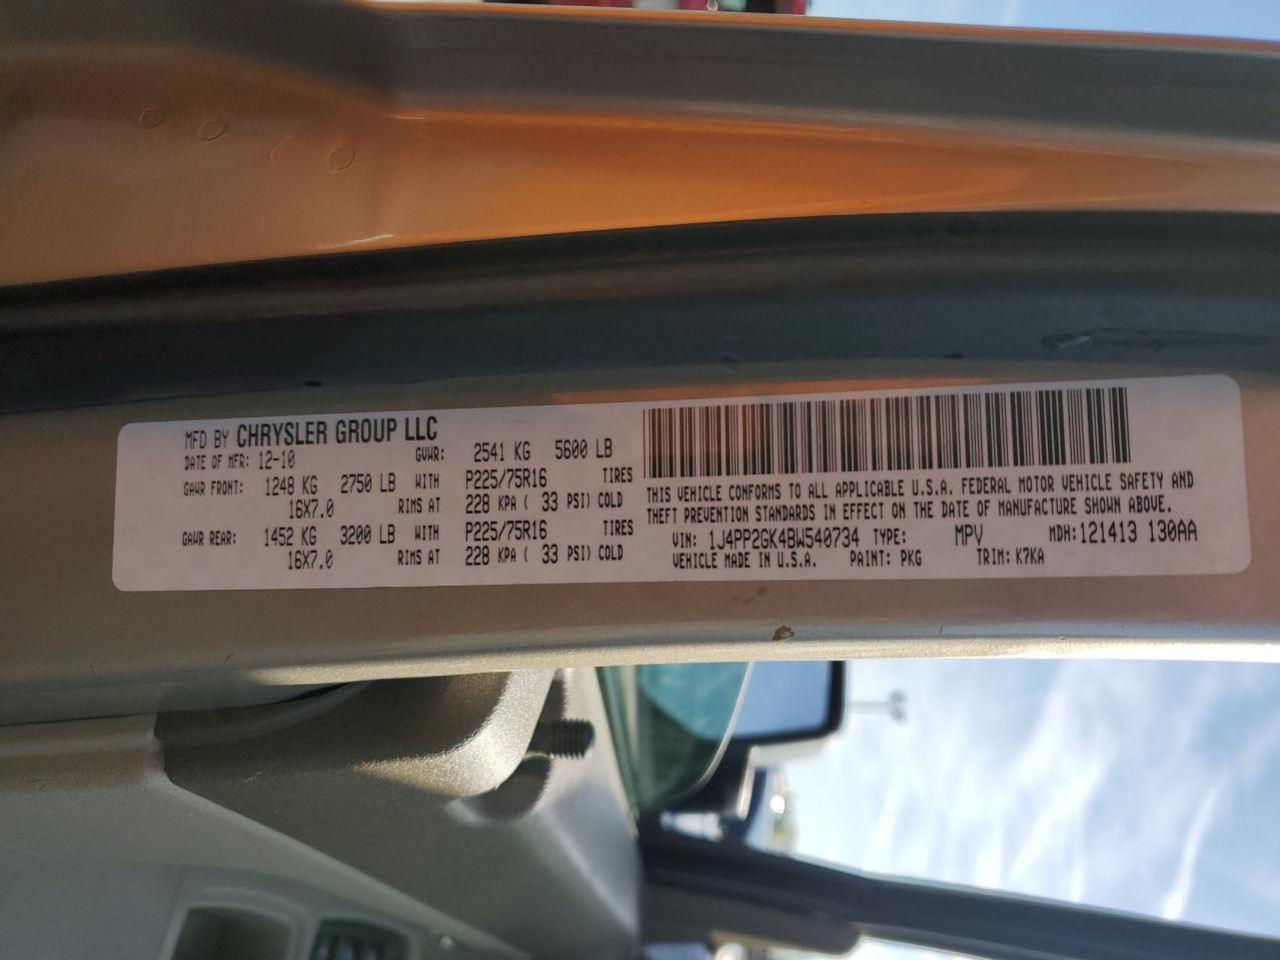 MFD BY CHRYSLER GROUP LLC
DATE OF MFR: 12-10 GVWR: 2541 KG 5600 LB
GAWR FRONT: 1248 KG 2750 LB WITH P225/75R16 TIRES
16X7.0 RIMS AT 228 KPA ( 33 PSI) COLD
GAWR REAR: 1452 KG 3200 LB WITH P225/75R16 TIRES
16X7.0 RIMS AT 228 KPA ( 33 PSI) COLD
THIS VEHICLE CONFORMS TO ALL APPLICABLE U.S.A. FEDERAL MOTOR VEHICLE SAFETY AND
THEFT PREVENTION STANDARDS IN EFFECT ON THE DATE OF MANUFACTURE SHOWN ABOVE.
VIN: 1J4PP2GK4BW540734 TYPE: MPV MDH:121413 130AA
VEHICLE MADE IN U.S.A. PAINT: PKG TRIM: K7KA